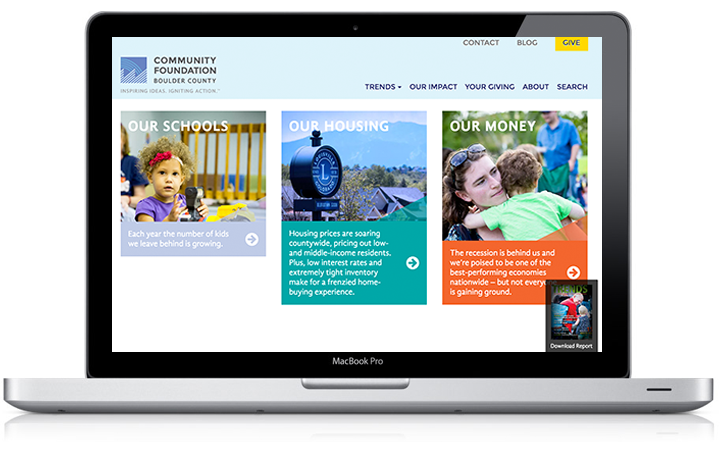 CONTACT BLOG GIVE
COMMUNITY
FOUNDATION
BOULDER COUNTY
INSPIRING IDEAS. IGNITING ACTION.™
TRENDS OUR IMPACT YOUR GIVING ABOUT SEARCH
OUR SCHOOLS
Each year the number of kids
we leave behind is growing.
OUR HOUSING
LOUISVILLE
L
COLORADO
Housing prices are soaring
countywide, pricing out low-
and middle-income residents.
Plus, low interest rates and
extremely tight inventory
make for a frenzied home-
buying experience.
OUR MONEY
The recession is behind us and
we're poised to be one of the
best-performing economies
nationwide – but not everyone
is gaining ground.
Download Report
MacBook Pro